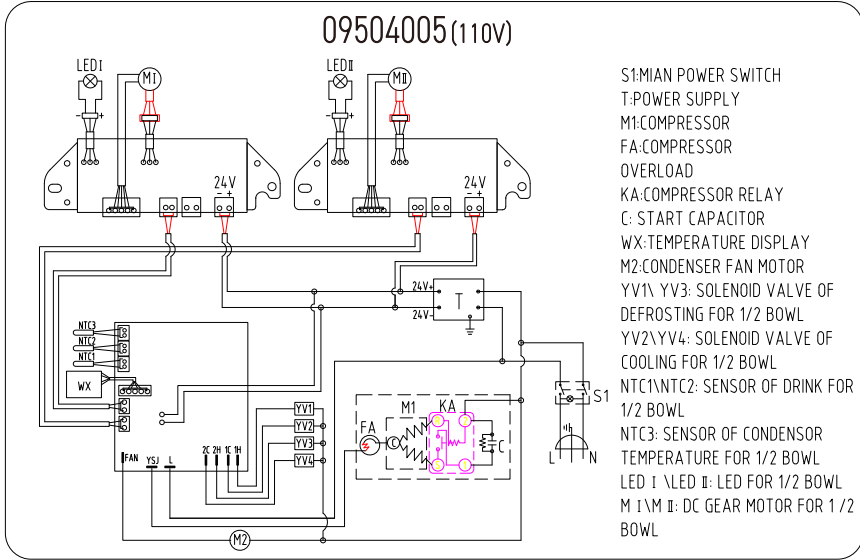 09504005(110V)
LEDⅠ
MⅠ
LEDⅡ
MⅡ
- +
- +
24V
- +
24V
- +
S1:MIAN POWER SWITCH
T:POWER SUPPLY
M1:COMPRESSOR
FA:COMPRESSOR
OVERLOAD
KA:COMPRESSOR RELAY
C: START CAPACITOR
WX:TEMPERATURE DISPLAY
M2:CONDENSER FAN MOTOR
YV1\ YV3: SOLENOID VALVE OF
DEFROSTING FOR 1/2 BOWL
YV2\YV4: SOLENOID VALVE OF
COOLING FOR 1/2 BOWL
NTC1\NTC2: SENSOR OF DRINK FOR
1/2 BOWL
NTC3: SENSOR OF CONDENSOR
TEMPERATURE FOR 1/2 BOWL
LED Ⅰ \LED Ⅱ: LED FOR 1/2 BOWL
M Ⅰ\M Ⅱ: DC GEAR MOTOR FOR 1 /2
BOWL
24V+
24V-
T
NTC3
NTC2
NTC1
WX
FAN
YSJ
L
2C 2H 1C 1H
YV1
YV2
YV3
YV4
FA
M1
KA
C
C
S1
L
N
M2